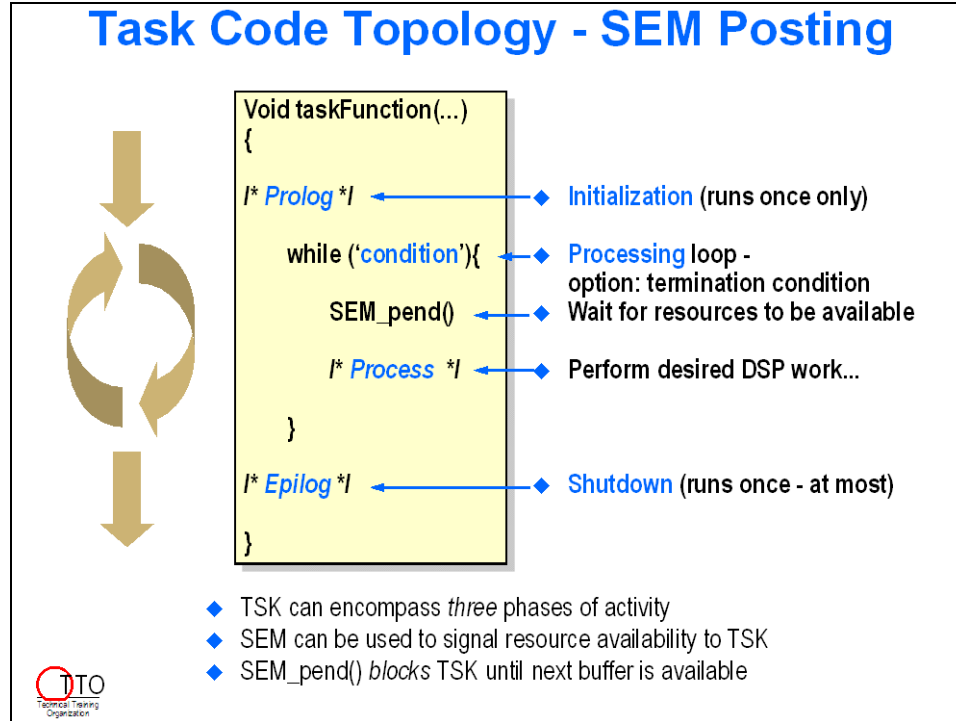 Task Code Topology - SEM Posting
Void taskFunction(...)
{
/* Prolog */
Initialization (runs once only)
while (‘condition’){
Processing loop -
option: termination condition
SEM_pend()
Wait for resources to be available
/* Process */
Perform desired DSP work...
}
/* Epilog */
Shutdown (runs once - at most)
}
TSK can encompass three phases of activity
SEM can be used to signal resource availability to TSK
SEM_pend() blocks TSK until next buffer is available
TTO
Technical Training
Organization